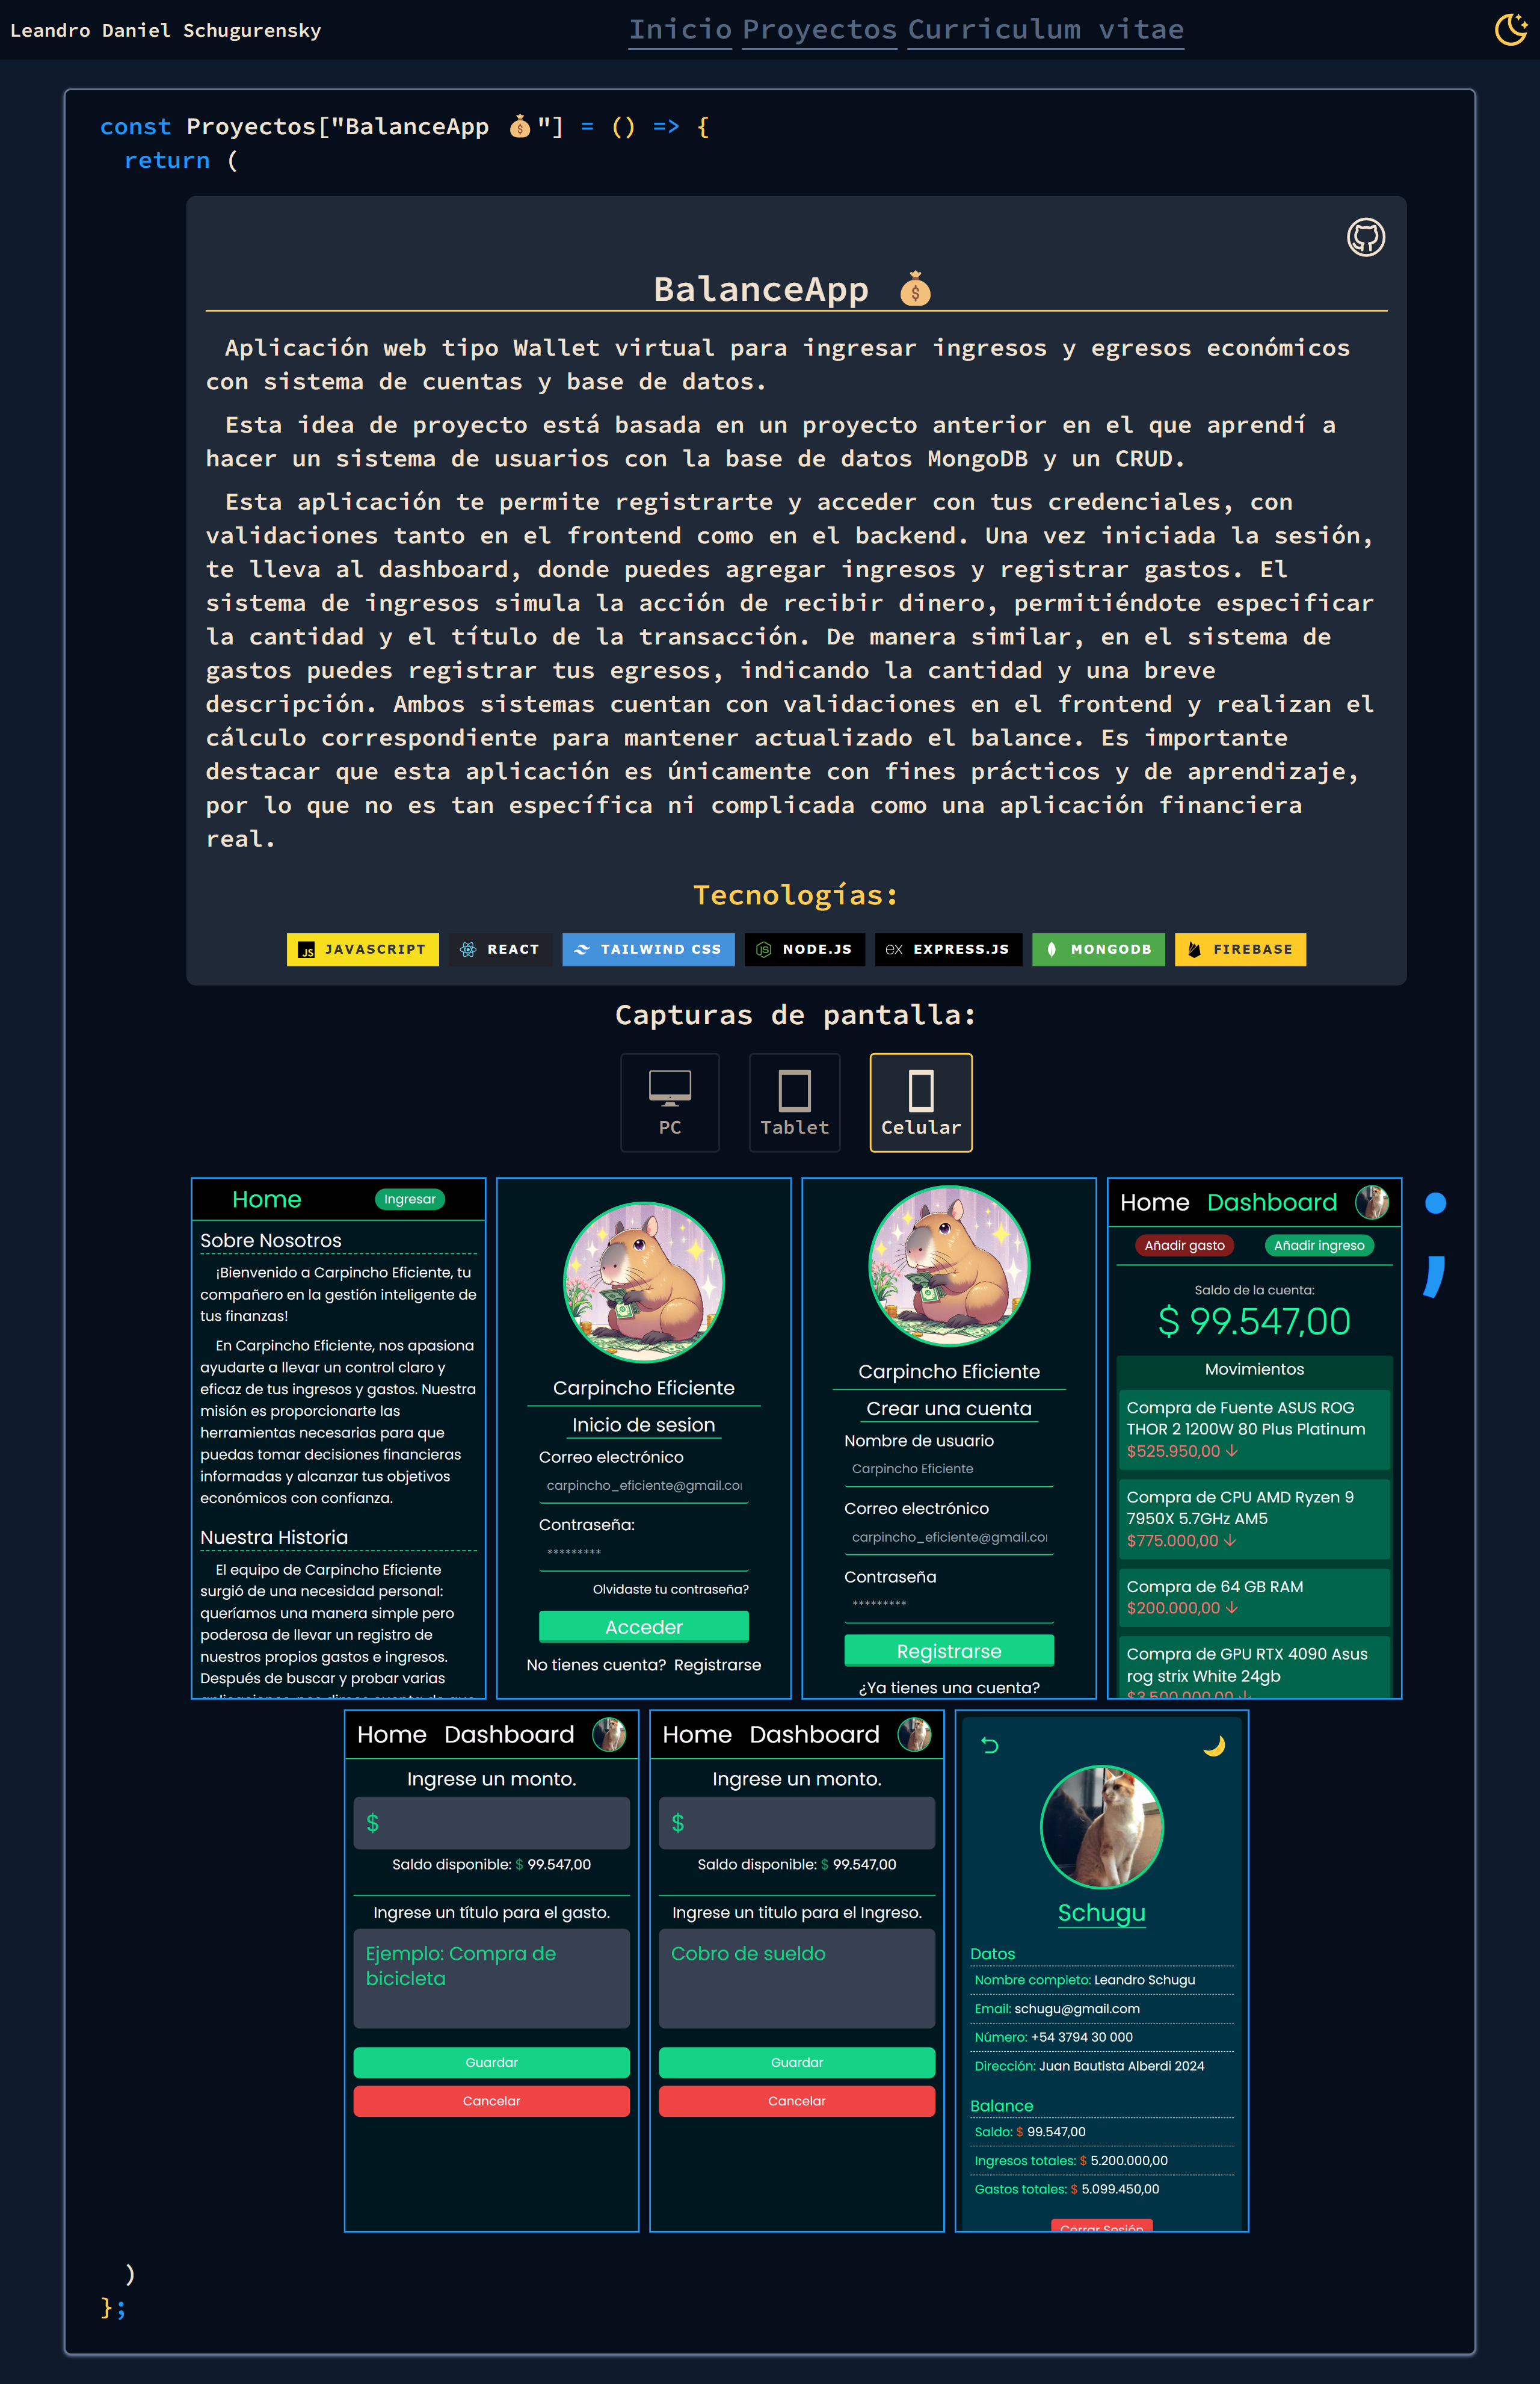 Leandro Daniel Schugurensky
Inicio Proyectos Curriculum vitae
const Proyectos["BalanceApp 💰"] = () => {
return (
BalanceApp 💰
Aplicación web tipo Wallet virtual para ingresar ingresos y egresos económicos
con sistema de cuentas y base de datos.
Esta idea de proyecto está basada en un proyecto anterior en el que aprendí a
hacer un sistema de usuarios con la base de datos MongoDB y un CRUD.
Esta aplicación te permite registrarte y acceder con tus credenciales, con
validaciones tanto en el frontend como en el backend. Una vez iniciada la sesión,
te lleva al dashboard, donde puedes agregar ingresos y registrar gastos. El
sistema de ingresos simula la acción de recibir dinero, permitiéndote especificar
la cantidad y el título de la transacción. De manera similar, en el sistema de
gastos puedes registrar tus egresos, indicando la cantidad y una breve
descripción. Ambos sistemas cuentan con validaciones en el frontend y realizan el
cálculo correspondiente para mantener actualizado el balance. Es importante
destacar que esta aplicación es únicamente con fines prácticos y de aprendizaje,
por lo que no es tan específica ni complicada como una aplicación financiera
real.
Tecnologías:
JS JAVASCRIPT
REACT
TAILWIND CSS
JS NODE.JS
ex EXPRESS.JS
MONGODB
FIREBASE
Capturas de pantalla:
PC
Tablet
Celular
Home
Ingresar
Sobre Nosotros
¡Bienvenido a Carpincho Eficiente, tu
compañero en la gestión inteligente de
tus finanzas!
En Carpincho Eficiente, nos apasiona
ayudarte a llevar un control claro y
eficaz de tus ingresos y gastos. Nuestra
misión es proporcionarte las
herramientas necesarias para que
puedas tomar decisiones financieras
informadas y alcanzar tus objetivos
económicos con confianza.
Nuestra Historia
El equipo de Carpincho Eficiente
surgió de una necesidad personal:
queríamos una manera simple pero
poderosa de llevar un registro de
nuestros propios gastos e ingresos.
Después de buscar y probar varias
Carpincho Eficiente
Inicio de sesion
Correo electrónico
carpincho_eficiente@gmail.co
Contraseña:
*********
Olvidaste tu contraseña?
Acceder
No tienes cuenta? Registrarse
Carpincho Eficiente
Crear una cuenta
Nombre de usuario
Carpincho Eficiente
Correo electrónico
carpincho_eficiente@gmail.co
Contraseña
*********
Registrarse
¿Ya tienes una cuenta?
Home Dashboard
Añadir gasto
Añadir ingreso
Saldo de la cuenta:
$ 99.547,00
Movimientos
Compra de Fuente ASUS ROG
THOR 2 1200W 80 Plus Platinum
$525.950,00 ↓
Compra de CPU AMD Ryzen 9
7950X 5.7GHz AM5
$775.000,00 ↓
Compra de 64 GB RAM
$200.000,00 ↓
Compra de GPU RTX 4090 Asus
rog strix White 24gb
$3.500.000,00 ↓
;
Home Dashboard
Ingrese un monto.
$
Saldo disponible: $ 99.547,00
Ingrese un título para el gasto.
Ejemplo: Compra de
bicicleta
Guardar
Cancelar
Home Dashboard
Ingrese un monto.
$
Saldo disponible: $ 99.547,00
Ingrese un titulo para el Ingreso.
Cobro de sueldo
Guardar
Cancelar
Schugu
Datos
Nombre completo: Leandro Schugu
Email: schugu@gmail.com
Número: +54 3794 30 000
Dirección: Juan Bautista Alberdi 2024
Balance
Saldo: $ 99.547,00
Ingresos totales: $ 5.200.000,00
Gastos totales: $ 5.099.450,00
Cerrar Sesión
)
};